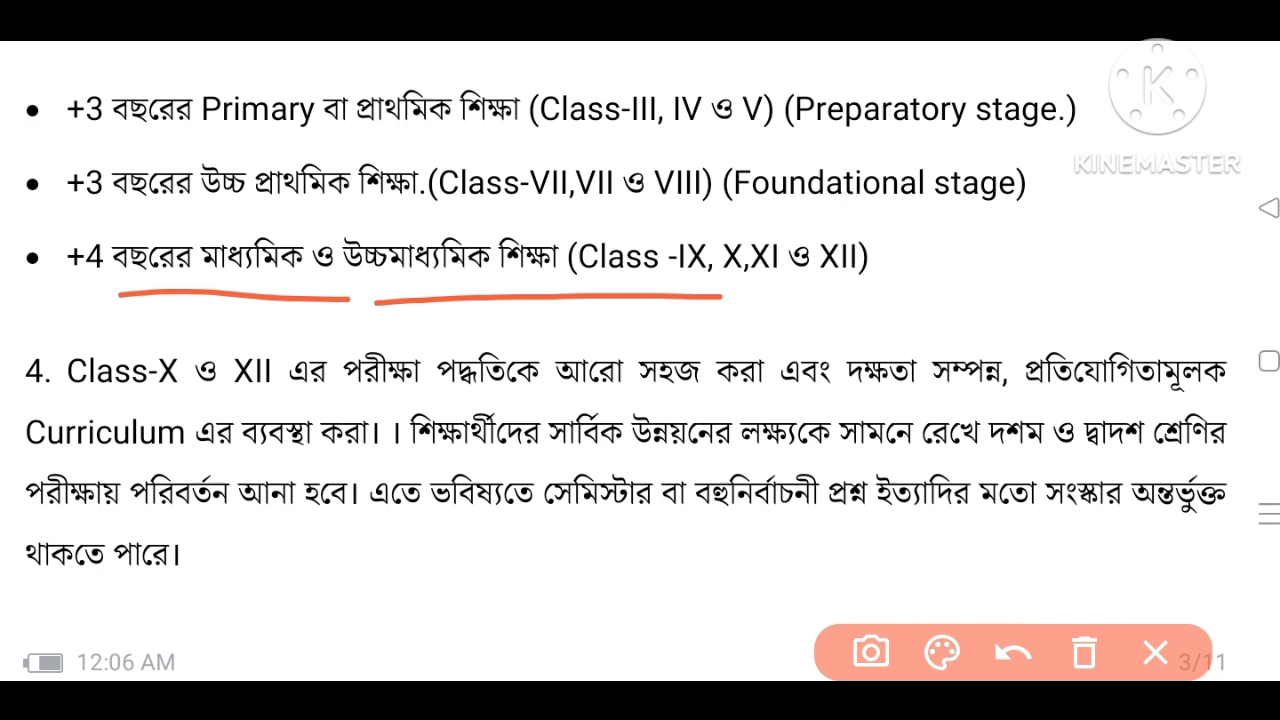 • +3 বছরের Primary বা প্রাথমিক শিক্ষা (Class-III, IV ও V) (Preparatory stage.)
KINEMASTER
• +3 বছরের উচ্চ প্রাথমিক শিক্ষা.(Class-VII,VII ও VIII) (Foundational stage)
• +4 বছরের মাধ্যমিক ও উচ্চমাধ্যমিক শিক্ষা (Class -IX, X,XI ও XII)
4. Class-X ও XII এর পরীক্ষা পদ্ধতিকে আরো সহজ করা এবং দক্ষতা সম্পন্ন, প্রতিযোগিতামূলক
Curriculum এর ব্যবস্থা করা। । শিক্ষার্থীদের সার্বিক উন্নয়নের লক্ষ্যকে সামনে রেখে দশম ও দ্বাদশ শ্রেণির
পরীক্ষায় পরিবর্তন আনা হবে। এতে ভবিষ্যতে সেমিস্টার বা বহুনির্বাচনী প্রশ্ন ইত্যাদির মতো সংস্কার অন্তর্ভুক্ত
থাকতে পারে।
12:06 AM
3/11